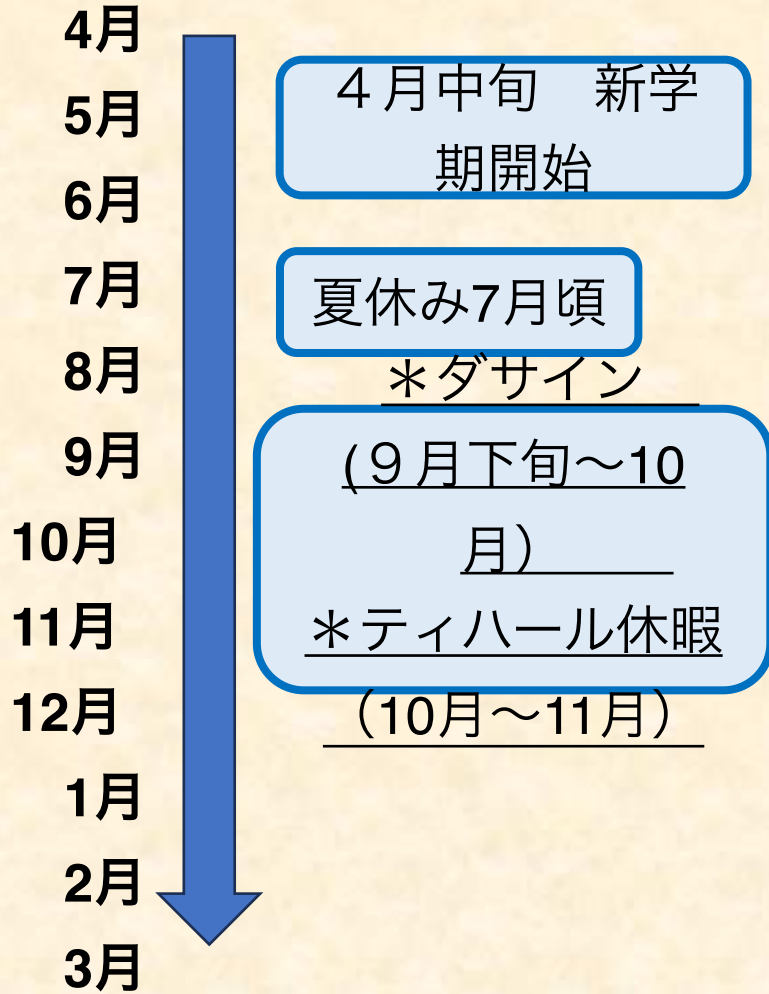 4月
5月
6月
7月
8月
9月
10月
11月
12月
1月
2月
3月
４月中旬　新学
期開始
夏休み7月頃
＊ダサイン
(９月下旬～10
月）
＊ティハール休暇
（10月～11月）